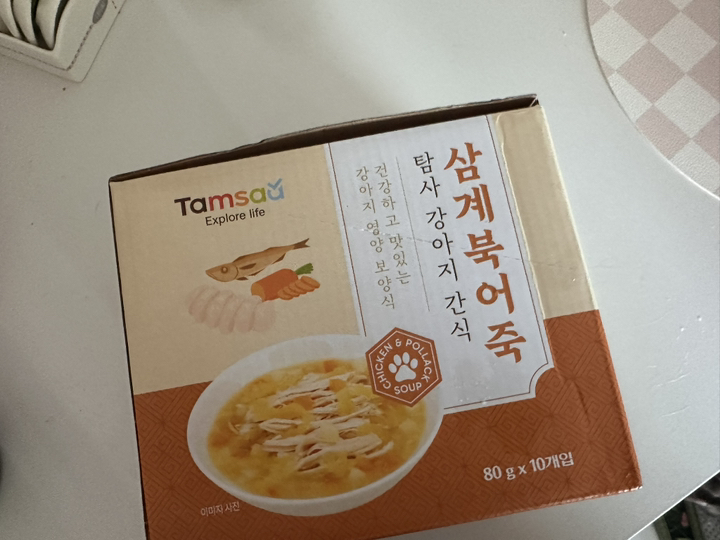 Tamsaa
Explore life
삼계북어죽
탐사 강아지 간식
건강하고 맛있는
강아지 영양 보양식
CHICKEN & POLLACK
SOUP
80 g x 10개입
이미지 사진